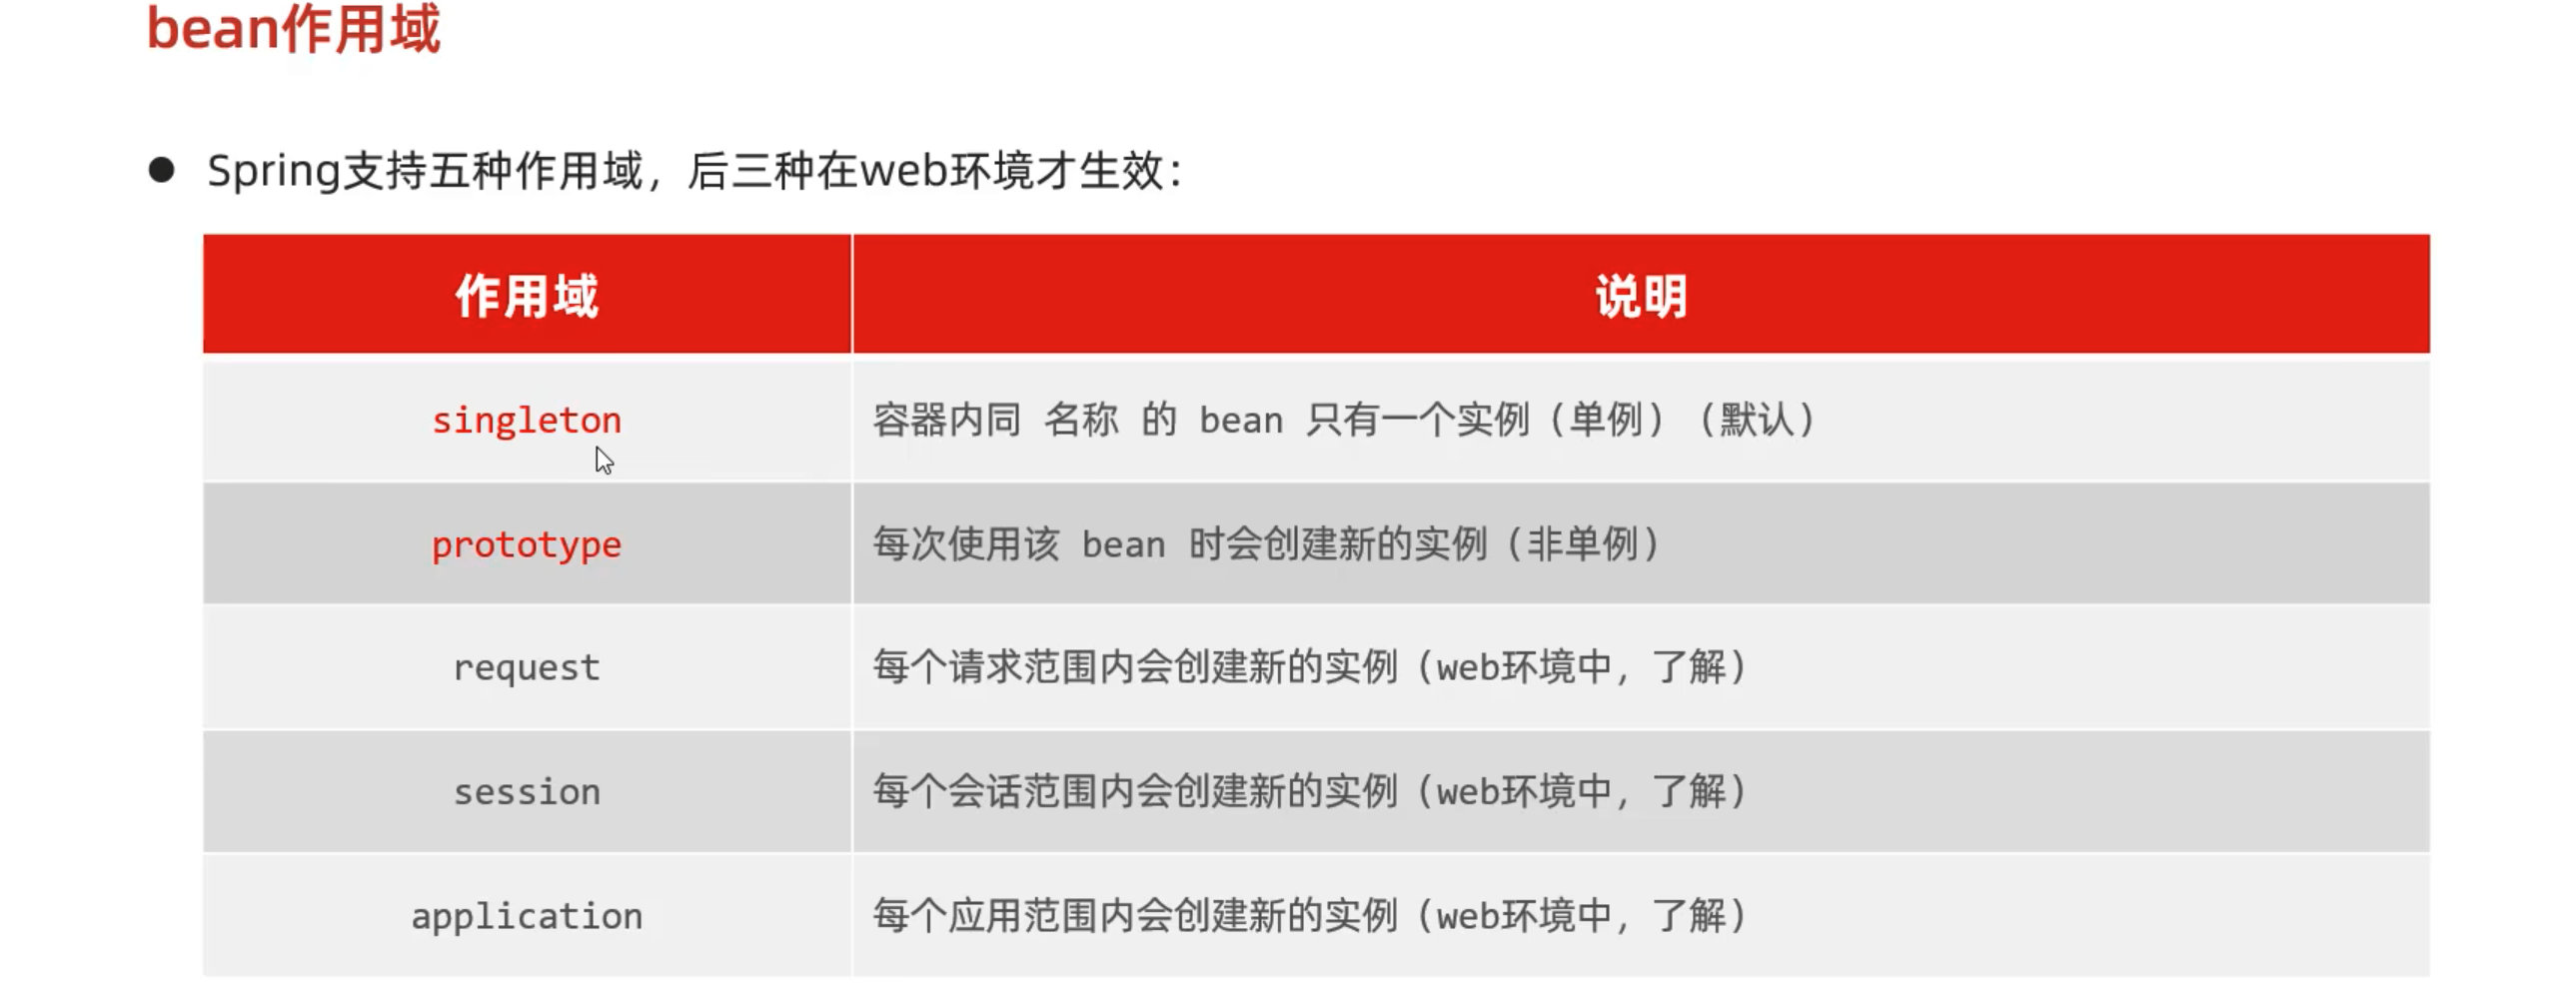 bean作用域
Spring支持五种作用域，后三种在web环境才生效：
作用域 说明
singleton 容器内同 名称 的 bean 只有一个实例（单例）（默认）
prototype 每次使用该 bean 时会创建新的实例（非单例）
request 每个请求范围内会创建新的实例（web环境中，了解）
session 每个会话范围内会创建新的实例（web环境中，了解）
application 每个应用范围内会创建新的实例（web环境中，了解）